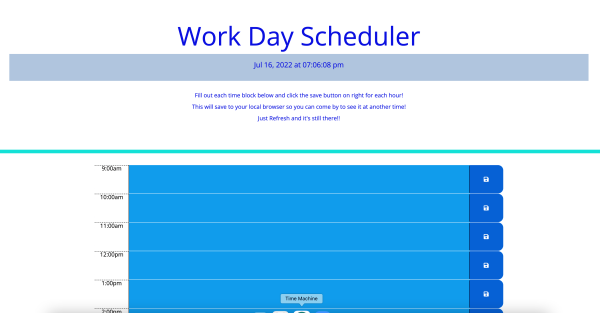 Work Day Scheduler
Jul 16, 2022 at 07:06:08 pm
Fill out each time block below and click the save button on right for each hour!
This will save to your local browser so you can come by to see it at another time!
Just Refresh and it's still there!!
9:00am
10:00am
11:00am
12:00pm
1:00pm
Time Machine
2:00pm